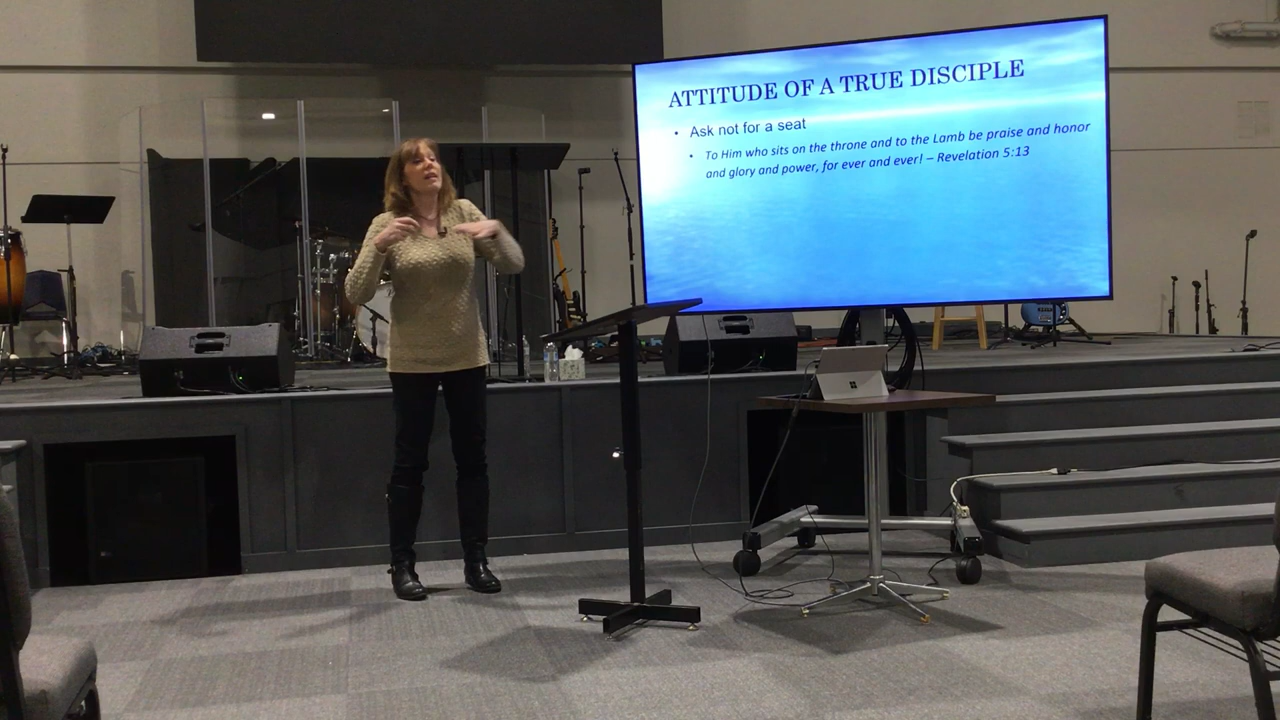 ATTITUDE OF A TRUE DISCIPLE
• Ask not for a seat
• To Him who sits on the throne and to the Lamb be praise and honor
and glory and power, for ever and ever! – Revelation 5:13